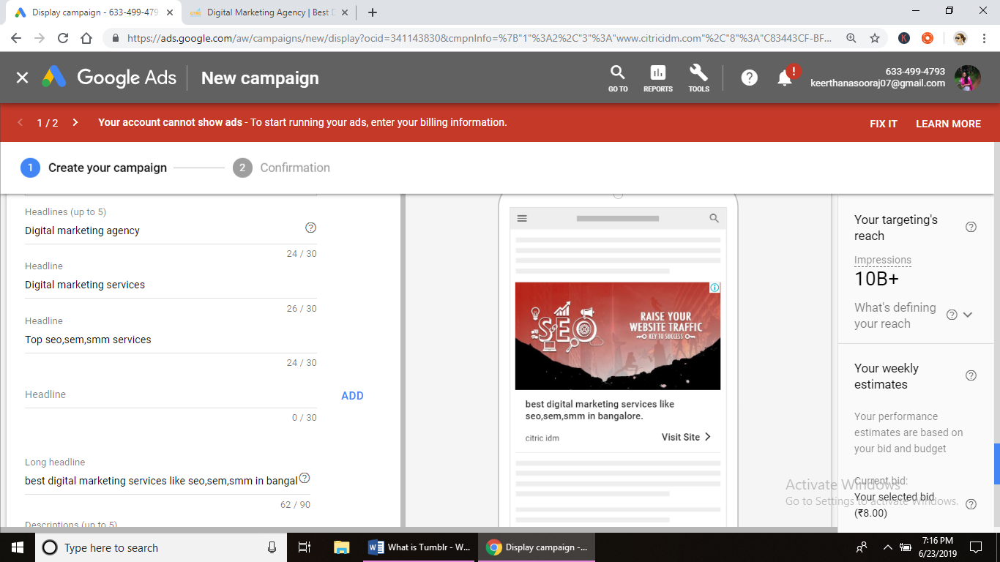 Display campaign - 633-499-479
Digital Marketing Agency | Best D
https://ads.google.com/aw/campaigns/new/display?ocid=341143830&cmpnInfo=%7B"1"%3A2%2C"3"%3A"www.citricidm.com"%2C"8"%3A"C83443CF-BF...
Google Ads
New campaign
GO TO
REPORTS
TOOLS
633-499-4793
keerthanasooraj07@gmail.com
1 / 2
Your account cannot show ads - To start running your ads, enter your billing information.
FIX IT
LEARN MORE
1 Create your campaign
2 Confirmation
Headlines (up to 5)
Digital marketing agency
24 / 30
Headline
Digital marketing services
26 / 30
Headline
Top seo,sem,smm services
24 / 30
Headline
ADD
0 / 30
Long headline
best digital marketing services like seo,sem,smm in bangal
62 / 90
Descriptions (up to 5)
SEO
RAISE YOUR
WEBSITE TRAFFIC
KEY TO SUCCESS
best digital marketing services like
seo,sem,smm in bangalore.
citric idm
Visit Site
Your targeting's
reach
Impressions
10B+
What's defining
your reach
Your weekly
estimates
Your performance
estimates are based on
your bid and budget
Current bid:
Your selected bid
(₹8.00)
Activate Windows
Go to Settings to activate Windows.
Type here to search
What is Tumblr - W...
Display campaign -...
7:16 PM
6/23/2019